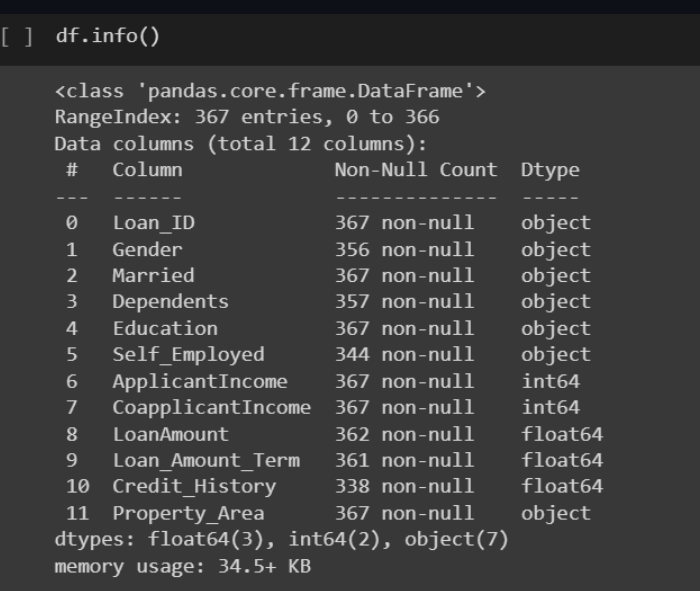 [ ] df.info()
<class 'pandas.core.frame.DataFrame'>
RangeIndex: 367 entries, 0 to 366
Data columns (total 12 columns):
 #   Column             Non-Null Count  Dtype
---  ------             --------------  -----
 0   Loan_ID            367 non-null    object
 1   Gender             356 non-null    object
 2   Married            367 non-null    object
 3   Dependents         357 non-null    object
 4   Education          367 non-null    object
 5   Self_Employed      344 non-null    object
 6   ApplicantIncome    367 non-null    int64
 7   CoapplicantIncome  367 non-null    int64
 8   LoanAmount         362 non-null    float64
 9   Loan_Amount_Term   361 non-null    float64
 10  Credit_History     338 non-null    float64
 11  Property_Area      367 non-null    object
dtypes: float64(3), int64(2), object(7)
memory usage: 34.5+ KB